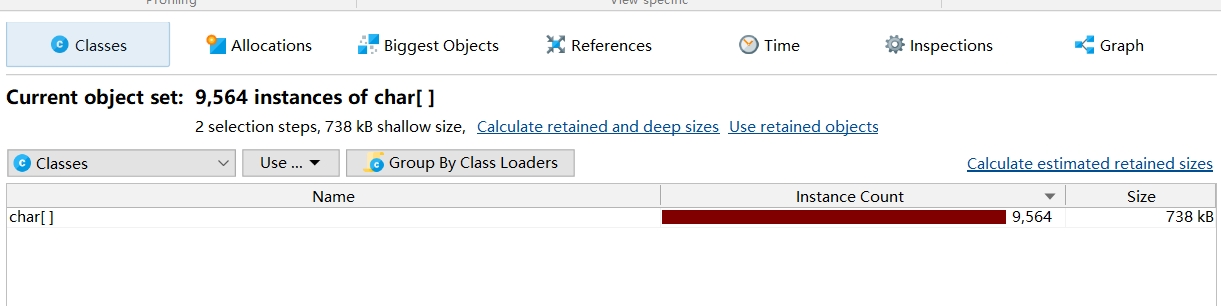 Profiling View specific
Classes Allocations Biggest Objects References Time Inspections Graph
Current object set: 9,564 instances of char[ ]
2 selection steps, 738 kB shallow size, Calculate retained and deep sizes Use retained objects
Classes Use ... Group By Class Loaders Calculate estimated retained sizes
Name Instance Count Size
char[ ] 9,564 738 kB